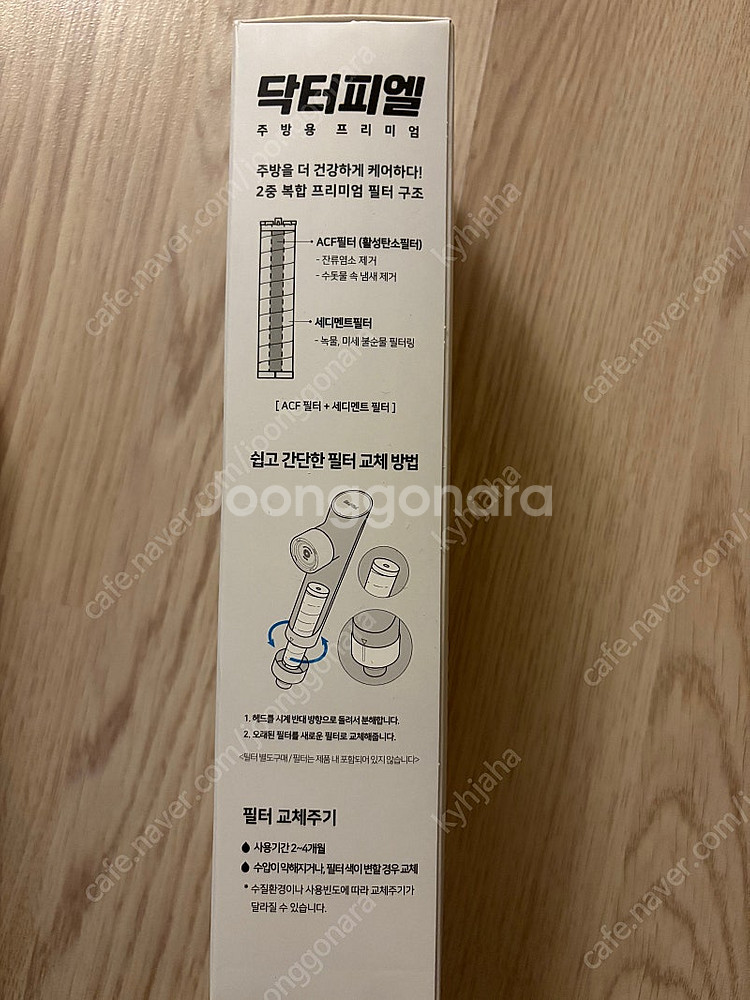 닥터피엘
주방용 프리미엄
주방을 더 건강하게 케어하다!
2중 복합 프리미엄 필터 구조
ACF필터 (활성탄소필터)
- 잔류염소 제거
- 수돗물 속 냄새 제거
세디멘트필터
- 녹물, 미세 불순물 필터링
[ ACF 필터 + 세디멘트 필터 ]
쉽고 간단한 필터 교체 방법
Joonggonara
1. 헤드를 시계 반대 방향으로 돌려서 분해합니다.
2. 오래된 필터를 새로운 필터로 교체해줍니다.
<필터 별도구매 / 필터는 제품 내 포함되어 있지 않습니다>
필터 교체주기
사용기간 2~4개월
수압이 약해지거나, 필터 색이 변할 경우 교체
* 수질환경이나 사용빈도에 따라 교체주기가
달라질 수 있습니다.
cafe.naver.com/joonggonara
kyhjaha